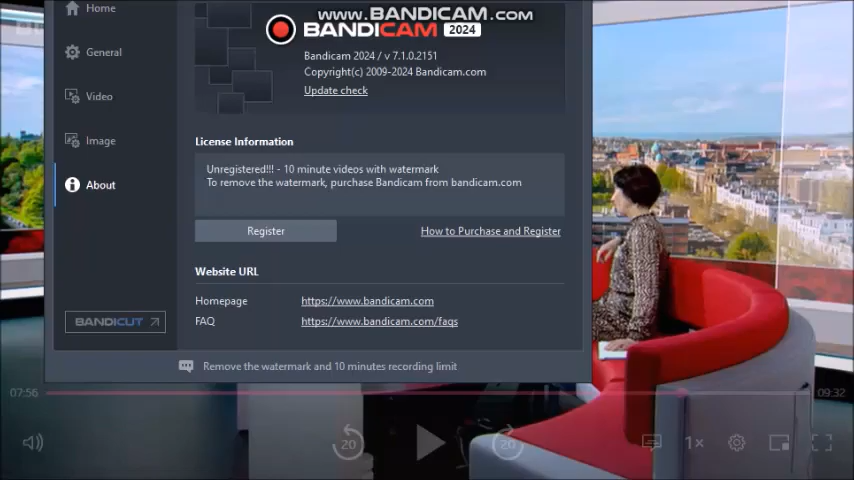 www.BANDICAM.com
Home
BANDICAM 2024
General
Bandicam 2024 / v 7.1.0.2151
Copyright(c) 2009-2024 Bandicam.com
Update check
Video
Image
License Information
Unregistered!!! - 10 minute videos with watermark
To remove the watermark, purchase Bandicam from bandicam.com
About
Register
How to Purchase and Register
Website URL
Homepage
https://www.bandicam.com
FAQ
https://www.bandicam.com/faqs
BANDICUT
Remove the watermark and 10 minutes recording limit
07:56
09:32
20
20
1×